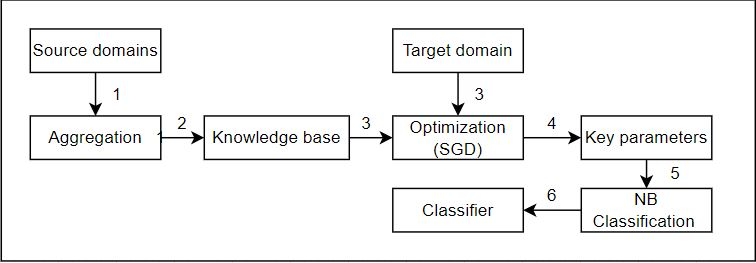 Source domains
Target domain
1
3
Aggregation
1
2
Knowledge base
3
Optimization
(SGD)
4
Key parameters
5
Classifier
6
NB
Classification